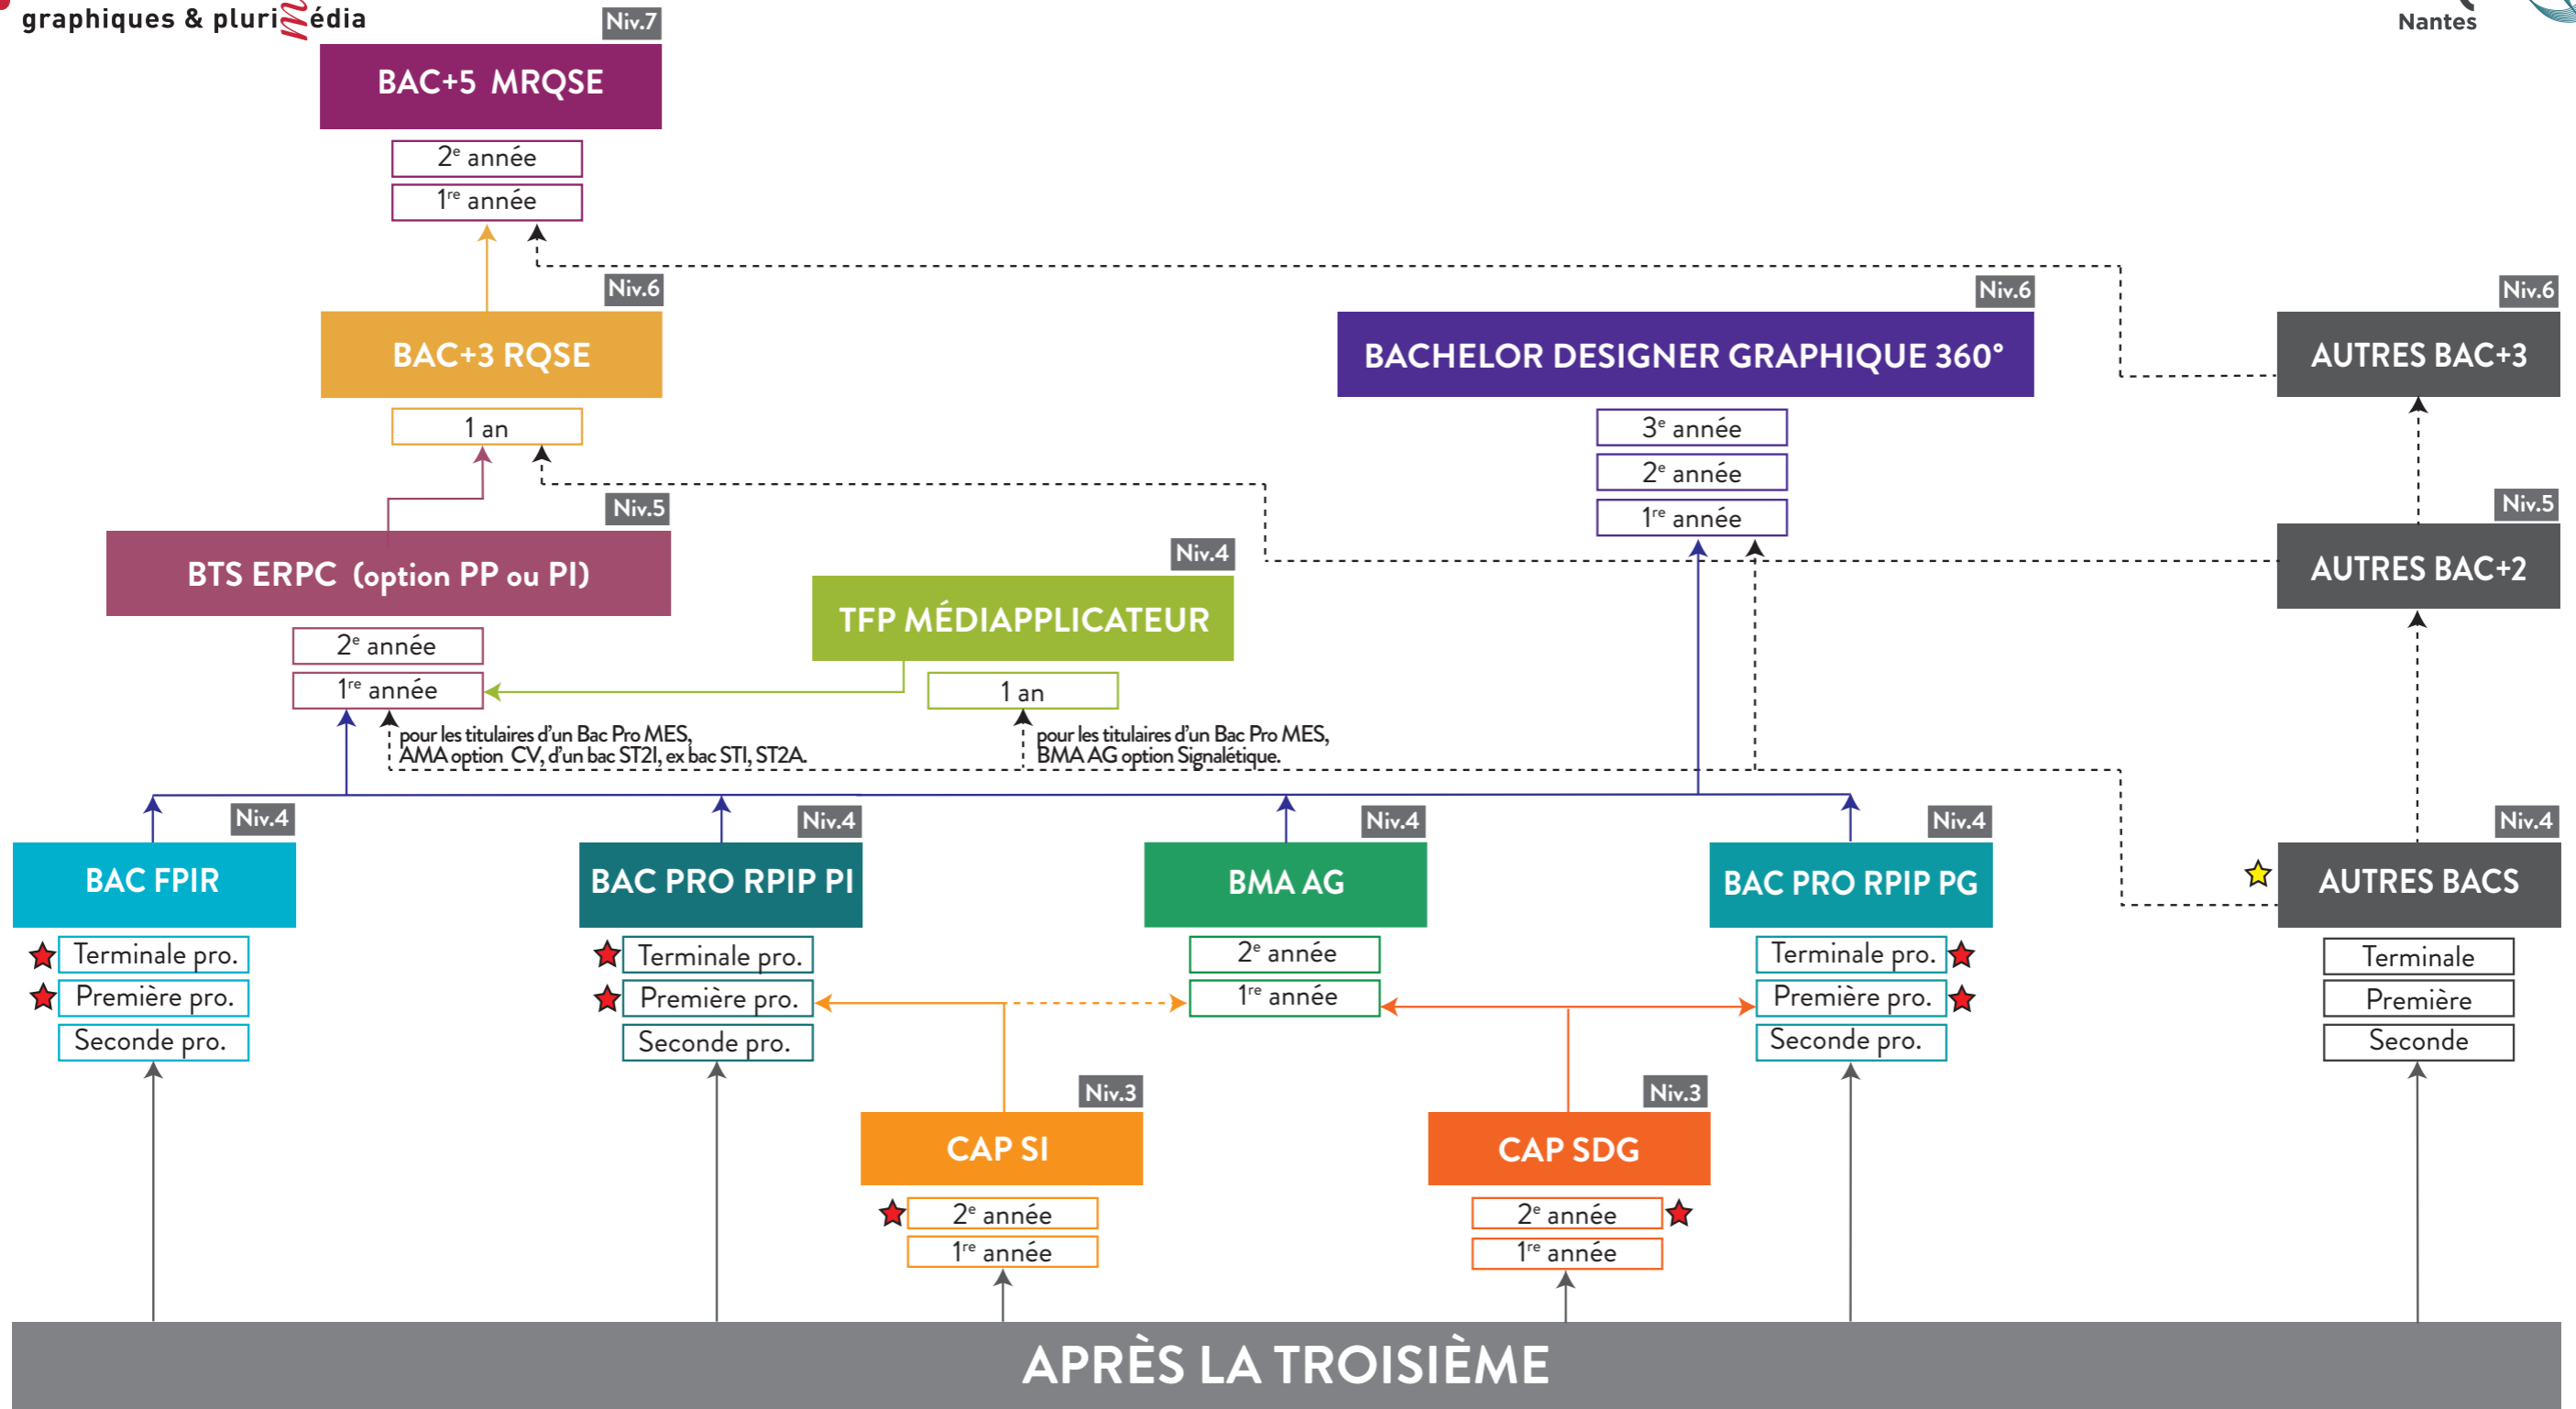 graphiques & plurimédia
Nantes
Niv.7
BAC+5 MRQSE
2e année
1re année
Niv.6
BAC+3 RQSE
1 an
Niv.6
BACHELOR DESIGNER GRAPHIQUE 360°
3e année
2e année
1re année
Niv.6
AUTRES BAC+3
Niv.5
BTS ERPC (option PP ou PI)
2e année
1re année
Niv.4
TFP MÉDIAPPLICATEUR
1 an
Niv.5
AUTRES BAC+2
pour les titulaires d'un Bac Pro MES,
AMA option CV, d'un bac ST2I, ex bac STI, ST2A.
pour les titulaires d'un Bac Pro MES,
BMA AG option Signalétique.
Niv.4
BAC FPIR
Terminale pro.
Première pro.
Seconde pro.
Niv.4
BAC PRO RPIP PI
Terminale pro.
Première pro.
Seconde pro.
Niv.4
BMA AG
2e année
1re année
Niv.4
BAC PRO RPIP PG
Terminale pro.
Première pro.
Seconde pro.
Niv.4
AUTRES BACS
Terminale
Première
Seconde
Niv.3
CAP SI
2e année
1re année
Niv.3
CAP SDG
2e année
1re année
APRÈS LA TROISIÈME